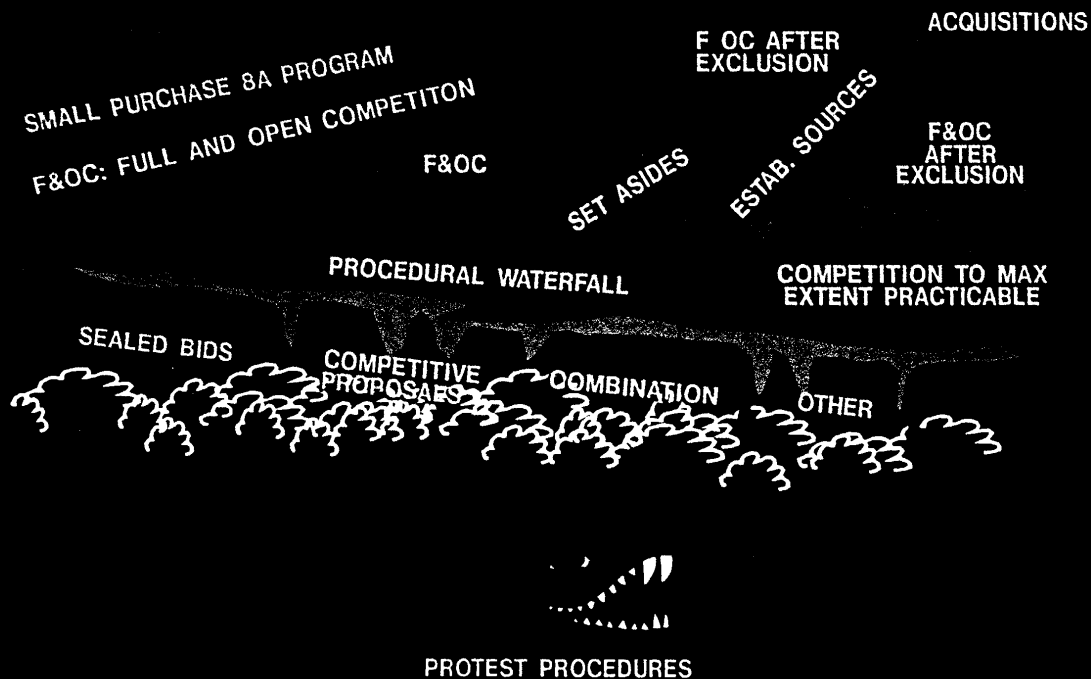 ACQUISITIONS
F OC AFTER
EXCLUSION
SMALL PURCHASE 8A PROGRAM
F&OC: FULL AND OPEN COMPETITON
F&OC
SET ASIDES
ESTAB. SOURCES
F&OC
AFTER
EXCLUSION
PROCEDURAL WATERFALL
COMPETITION TO MAX
EXTENT PRACTICABLE
SEALED BIDS
COMPETITIVE
PROPOSAES
COMBINATION
OTHER
PROTEST PROCEDURES